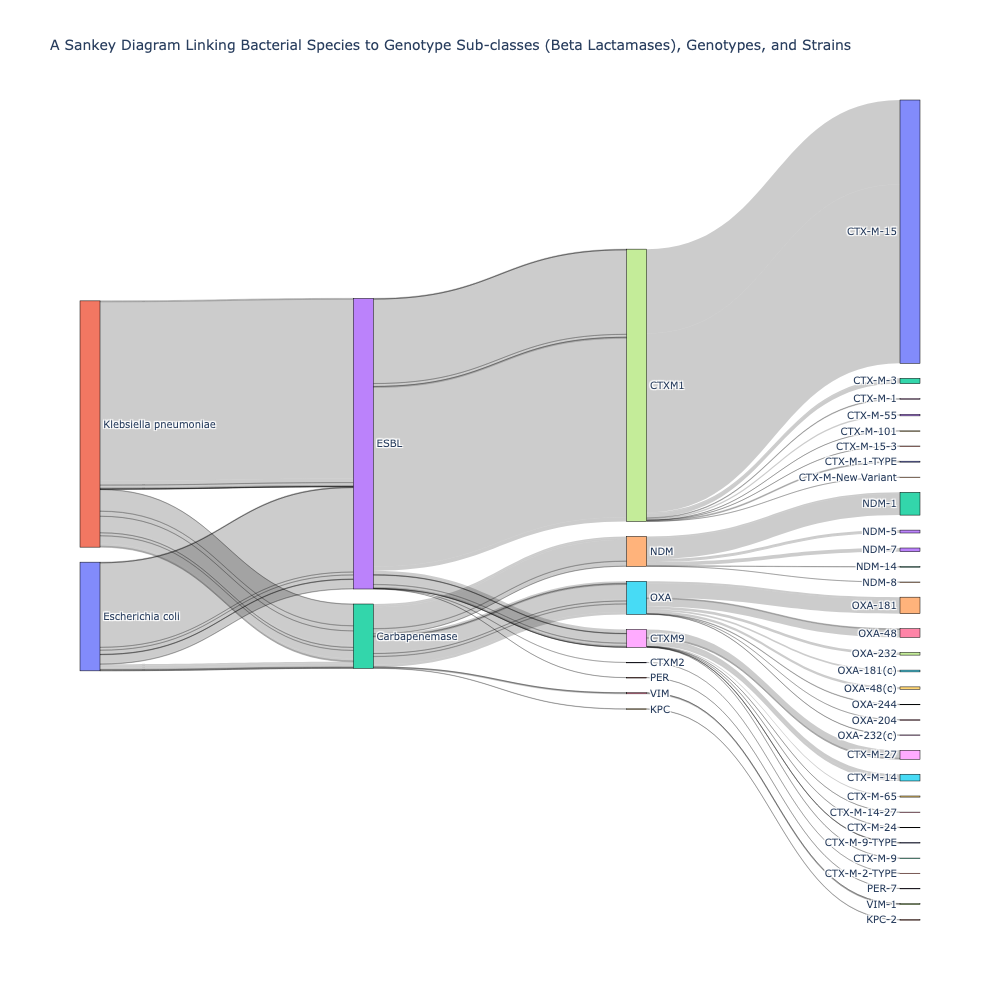 A Sankey Diagram Linking Bacterial Species to Genotype Sub-classes (Beta Lactamases), Genotypes, and Strains
Klebsiella pneumoniae
Escherichia coli
ESBL
Carbapenemase
CTXM1
NDM
OXA
CTXM9
CTXM2
PER
VIM
KPC
CTX-M-15
CTX-M-3
CTX-M-1
CTX-M-55
CTX-M-101
CTX-M-15-3
CTX-M-1-TYPE
CTX-M-New Variant
NDM-1
NDM-5
NDM-7
NDM-14
NDM-8
OXA-181
OXA-48
OXA-232
OXA-181(c)
OXA-48(c)
OXA-244
OXA-204
OXA-232(c)
CTX-M-27
CTX-M-14
CTX-M-65
CTX-M-14-27
CTX-M-24
CTX-M-9-TYPE
CTX-M-9
CTX-M-2-TYPE
PER-7
VIM-1
KPC-2